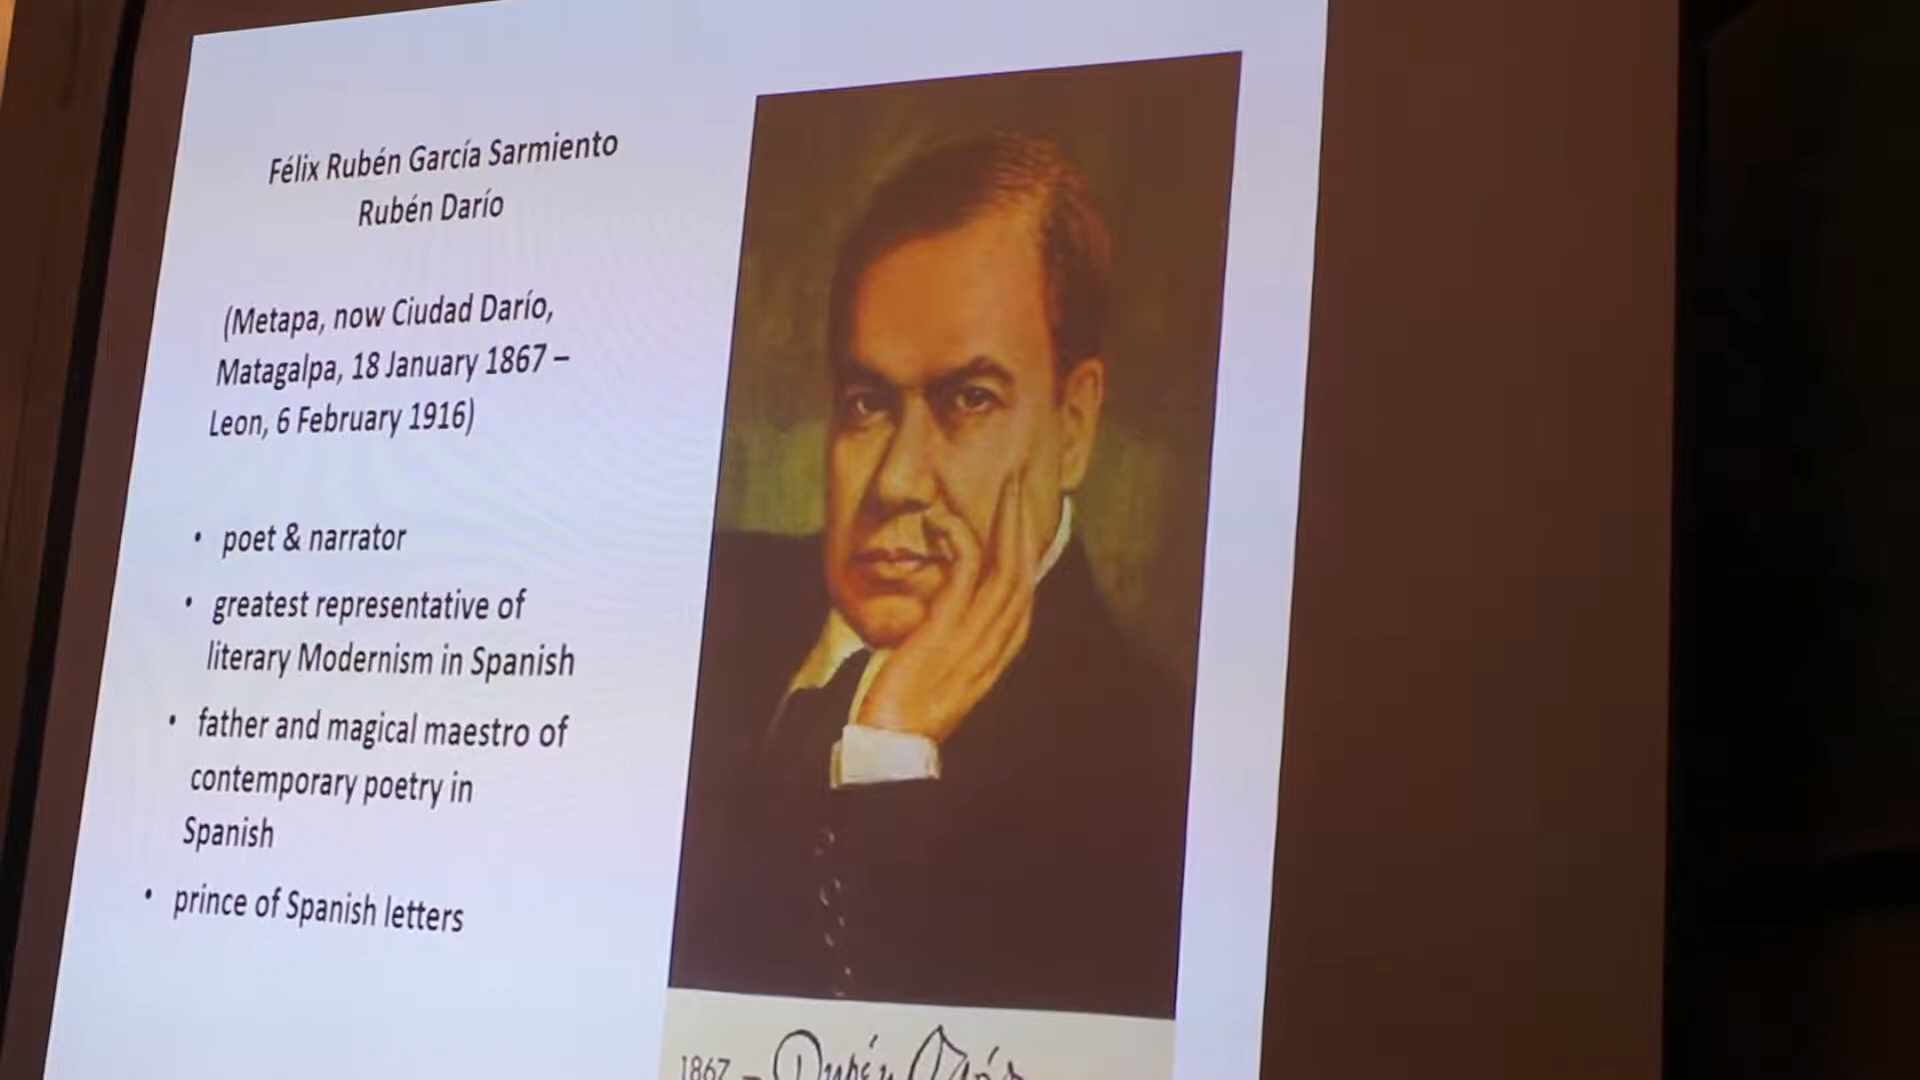 Félix Rubén García Sarmiento
Rubén Darío
(Metapa, now Ciudad Darío,
Matagalpa, 18 January 1867 –
Leon, 6 February 1916)
• poet & narrator
• greatest representative of
literary Modernism in Spanish
• father and magical maestro of
contemporary poetry in
Spanish
• prince of Spanish letters
1867 – Rubén Darío